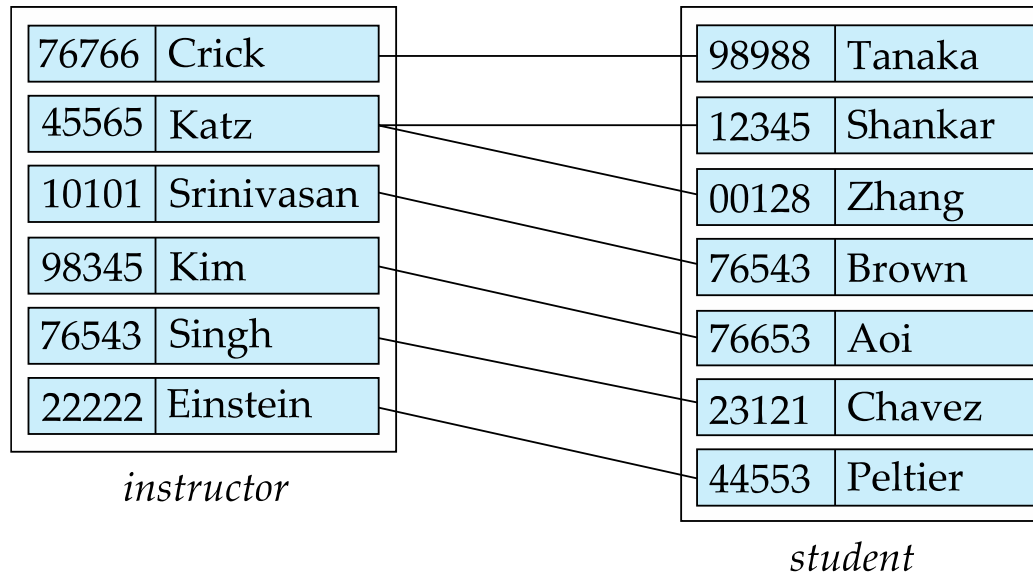 76766 Crick
45565 Katz
10101 Srinivasan
98345 Kim
76543 Singh
22222 Einstein
instructor
98988 Tanaka
12345 Shankar
00128 Zhang
76543 Brown
76653 Aoi
23121 Chavez
44553 Peltier
student